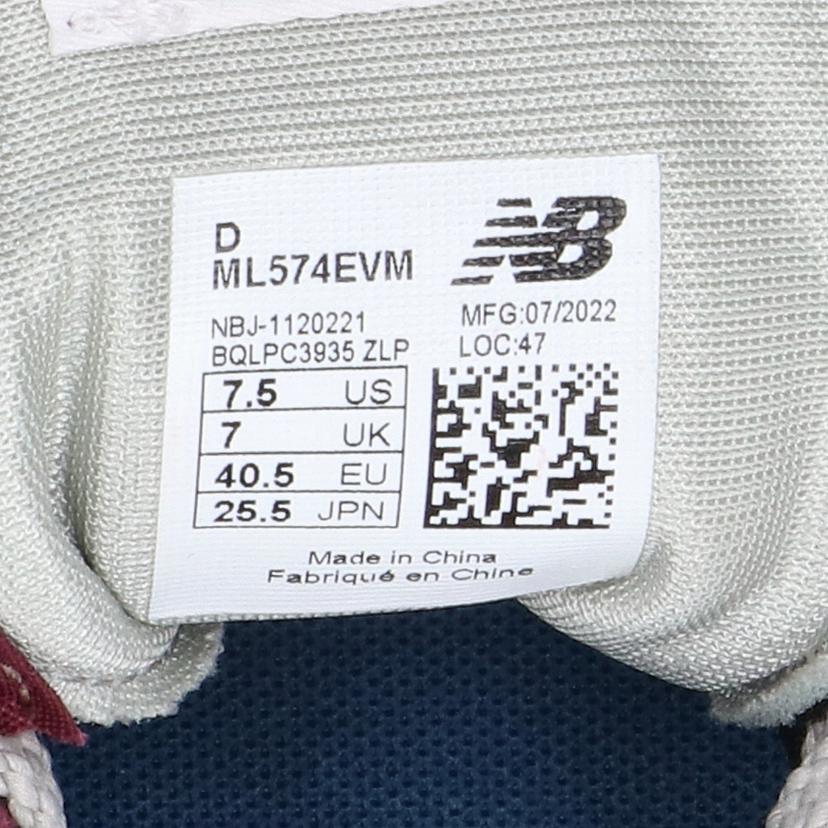 D
ML574EVM
NB
NBJ-1120221
BQLPC3935 ZLP
MFG:07/2022
LOC:47
7.5 US
7 UK
40.5 EU
25.5 JPN
Made in China
Fabriqué en Chine